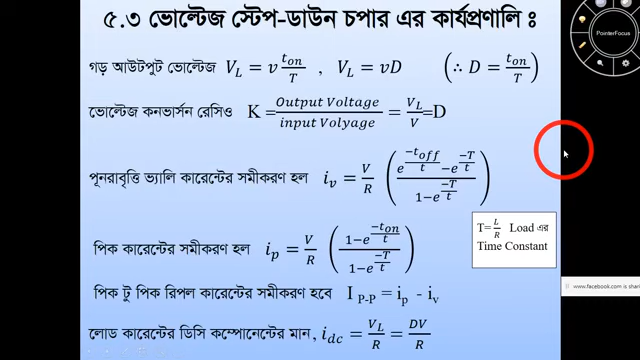 ৫.৩ ভোল্টেজ স্টেপ-ডাউন চপার এর কার্যপ্রণালি ঃ
গড় আউটপুট ভোল্টেজ V_L = v t_on/T , V_L = vD (∴ D = t_on/T)
ভোল্টেজ কনভার্সন রেসিও K = Output Voltage/input Volyage = V_L/V = D
পূনরাবৃত্তি ভ্যালি কারেন্টের সমীকরণ হল i_v = V/R ((e^(-t_off/t) - e^(-T/t))/(1-e^(-T/t)))
T= L/R Load এর
Time Constant
পিক কারেন্টের সমীকরণ হল i_p = V/R ((1-e^(-t_on/t))/(1-e^(-T/t)))
পিক টু পিক রিপল কারেন্টের সমীকরণ হবে I P-P = i_p - i_v
লোড কারেন্টের ডিসি কম্পোনেন্টের মান, i_dc = V_L/R = DV/R
PointerFocus
www.facebook.com is shari